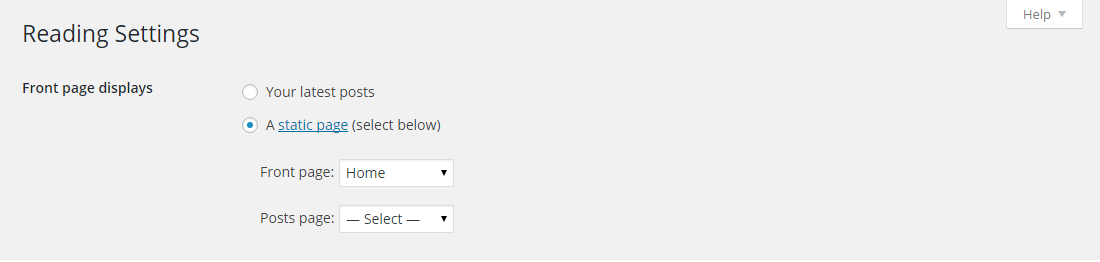 Help
Reading Settings
Front page displays
Your latest posts
A static page (select below)
Front page: Home
Posts page: — Select —